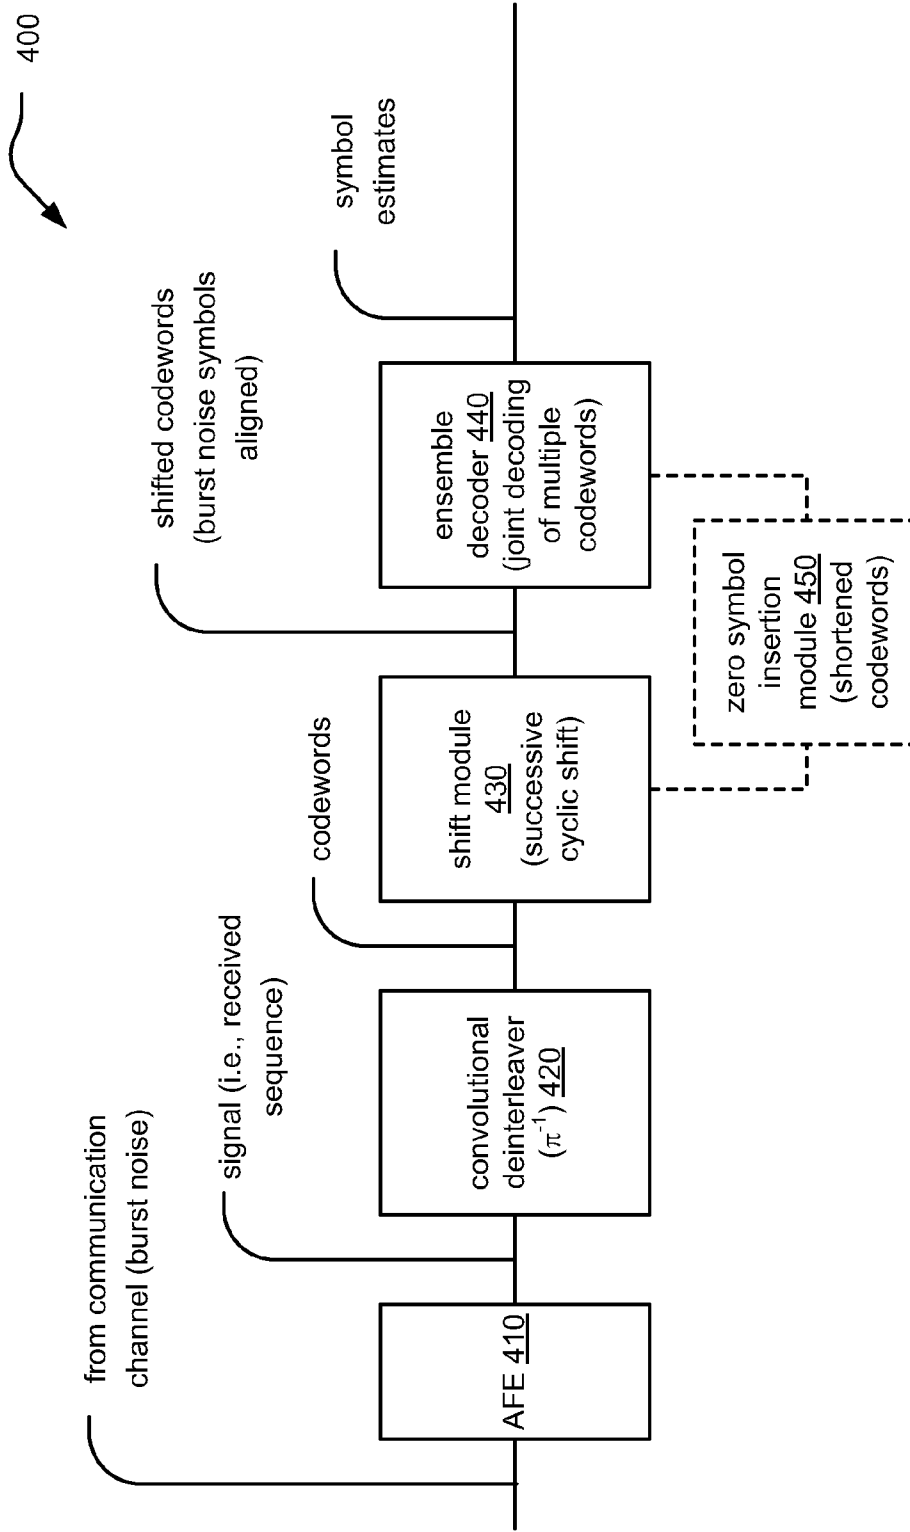 400
from communication
channel (burst noise)
signal (i.e., received
sequence)
codewords
shifted codewords
(burst noise symbols
aligned)
symbol
estimates
AFE 410
convolutional
deinterleaver
(π⁻¹) 420
shift module
430
(successive
cyclic shift)
ensemble
decoder 440
(joint decoding
of multiple
codewords)
zero symbol
insertion
module 450
(shortened
codewords)